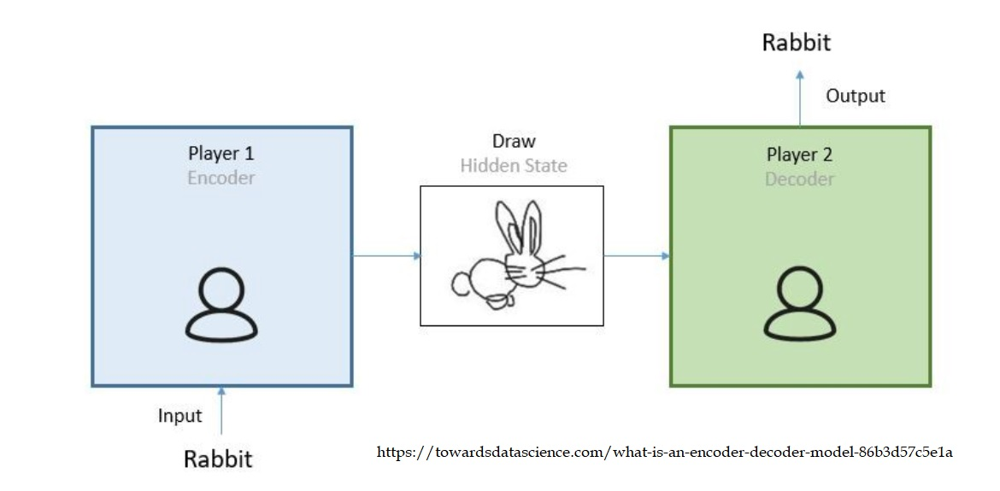 Rabbit
Output
Player 1
Encoder
Draw
Hidden State
Player 2
Decoder
Input
Rabbit
https://towardsdatascience.com/what-is-an-encoder-decoder-model-86b3d57c5e1a